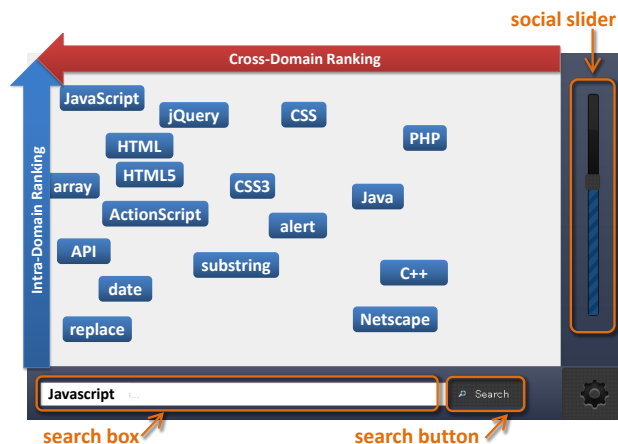 social slider
Cross-Domain Ranking
Intra-Domain Ranking
JavaScript
jQuery
CSS
PHP
HTML
HTML5
array
CSS3
Java
ActionScript
alert
API
substring
C++
date
Netscape
replace
Javascript
Search
search box
search button